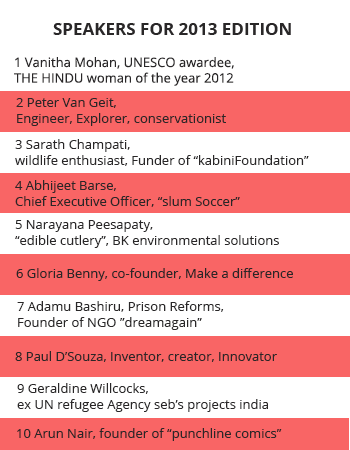 SPEAKERS FOR 2013 EDITION
1 Vanitha Mohan, UNESCO awardee,
THE HINDU woman of the year 2012
2 Peter Van Geit,
Engineer, Explorer, conservationist
3 Sarath Champati,
wildlife enthusiast, Funder of “kabiniFoundation”
4 Abhijeet Barse,
Chief Executive Officer, “slum Soccer”
5 Narayana Peesapaty,
“edible cutlery”, BK environmental solutions
6 Gloria Benny, co-founder, Make a difference
7 Adamu Bashiru, Prison Reforms,
Founder of NGO ”dreamagain”
8 Paul D’Souza, Inventor, creator, Innovator
9 Geraldine Willcocks,
ex UN refugee Agency seb’s projects india
10 Arun Nair, founder of “punchline comics”